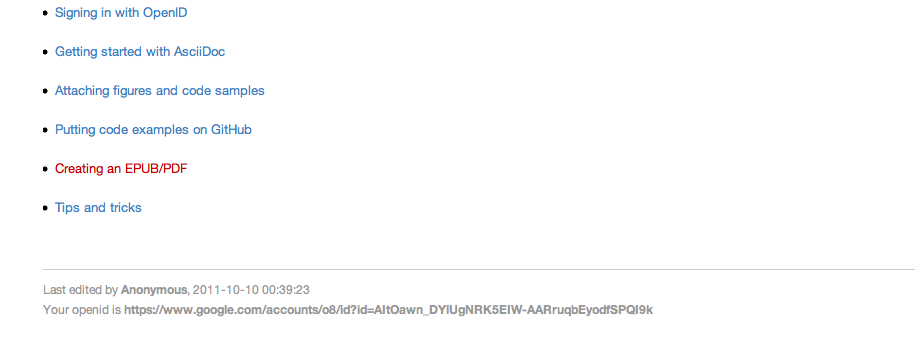 Signing in with OpenID
Getting started with AsciiDoc
Attaching figures and code samples
Putting code examples on GitHub
Creating an EPUB/PDF
Tips and tricks
Last edited by Anonymous, 2011-10-10 00:39:23
Your openid is https://www.google.com/accounts/o8/id?id=AItOawn_DYlUgNRK5EIW-AARruqbEyodfSPQI9k